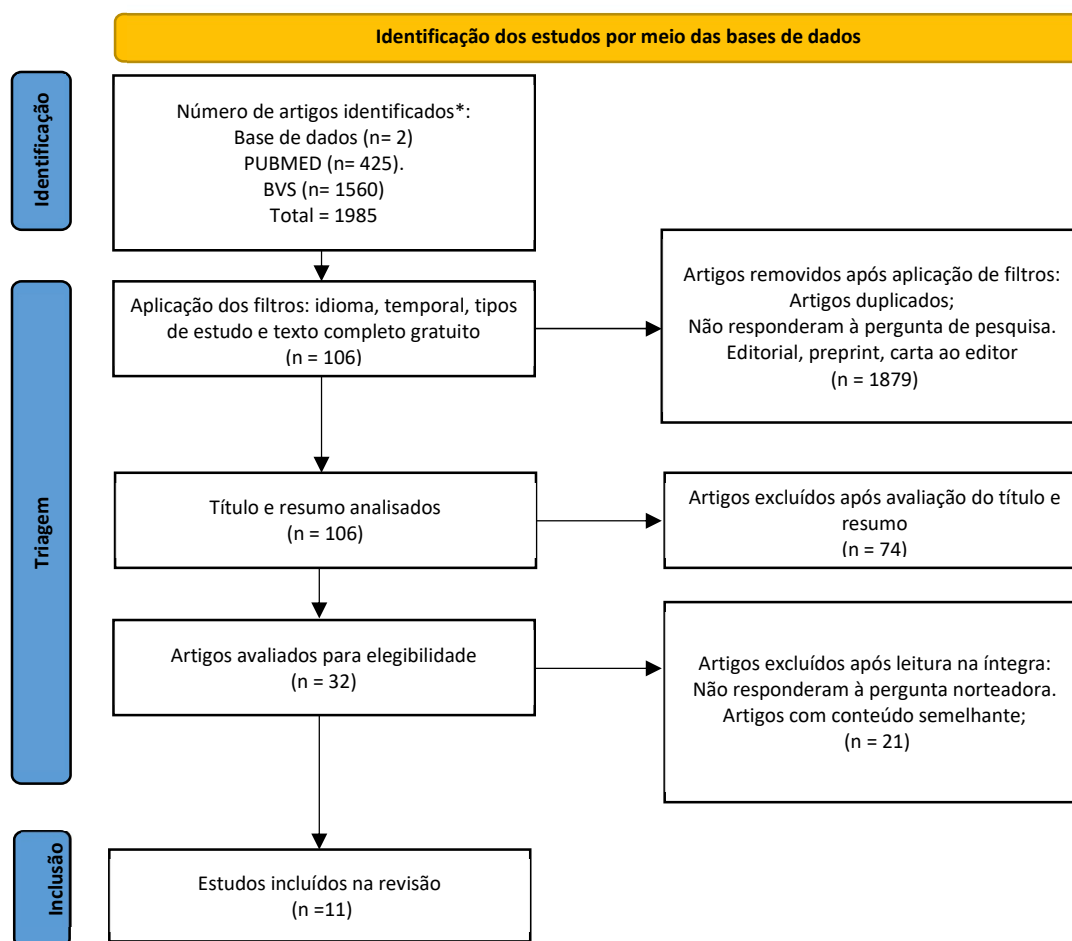 Identificação dos estudos por meio das bases de dados
Identificação
Número de artigos identificados*:
Base de dados (n= 2)
PUBMED (n= 425).
BVS (n= 1560)
Total = 1985
Triagem
Aplicação dos filtros: idioma, temporal, tipos
de estudo e texto completo gratuito
(n = 106)
Artigos removidos após aplicação de filtros:
Artigos duplicados;
Não responderam à pergunta de pesquisa.
Editorial, preprint, carta ao editor
(n = 1879)
Título e resumo analisados
(n = 106)
Artigos excluídos após avaliação do título e
resumo
(n = 74)
Artigos avaliados para elegibilidade
(n = 32)
Artigos excluídos após leitura na íntegra:
Não responderam à pergunta norteadora.
Artigos com conteúdo semelhante;
(n = 21)
Inclusão
Estudos incluídos na revisão
(n =11)